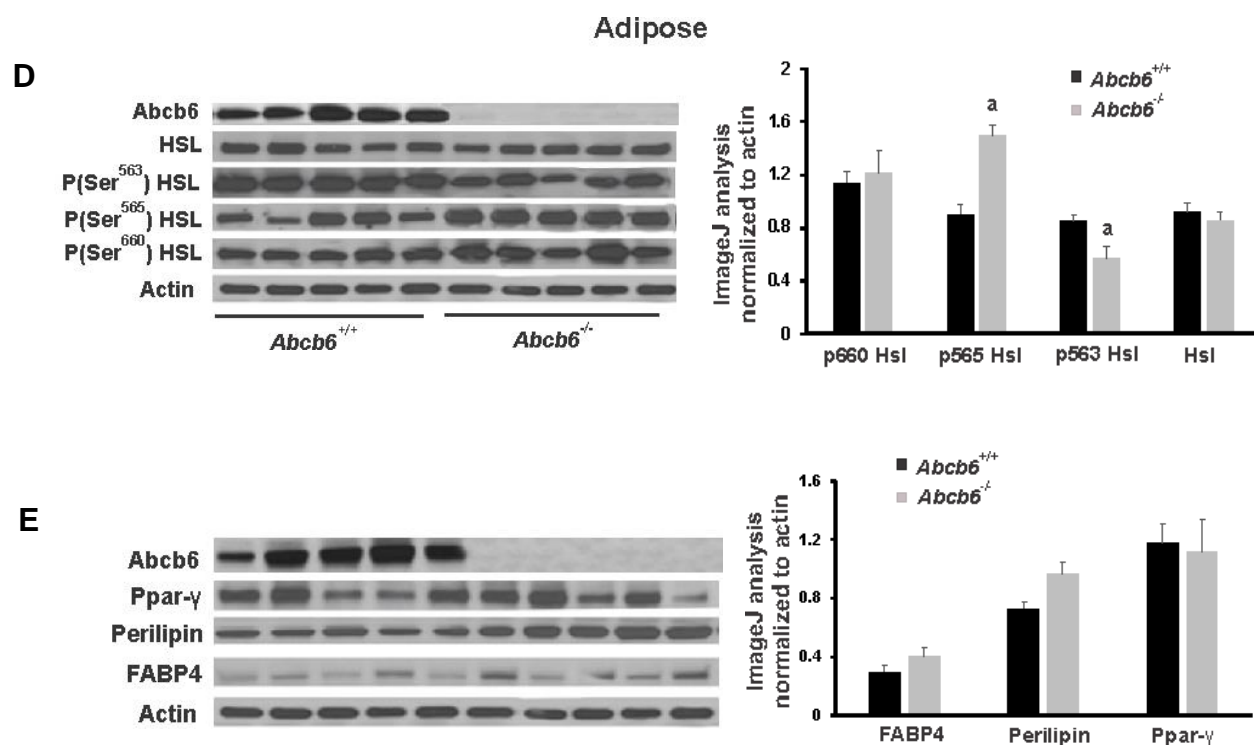 Adipose
D
Abcb6
HSL
P(Ser563) HSL
P(Ser565) HSL
P(Ser660) HSL
Actin
Abcb6+/+
Abcb6-/-
ImageJ analysis
normalized to actin
2
1.6
1.2
0.8
0.4
0
a
a
Abcb6+/+
Abcb6-/-
p660 Hsl
p565 Hsl
p563 Hsl
Hsl
E
Abcb6
Ppar-γ
Perilipin
FABP4
Actin
ImageJ analysis
normalized to actin
1.6
1.2
0.8
0.4
0
Abcb6+/+
Abcb6-/-
FABP4
Perilipin
Ppar-γ